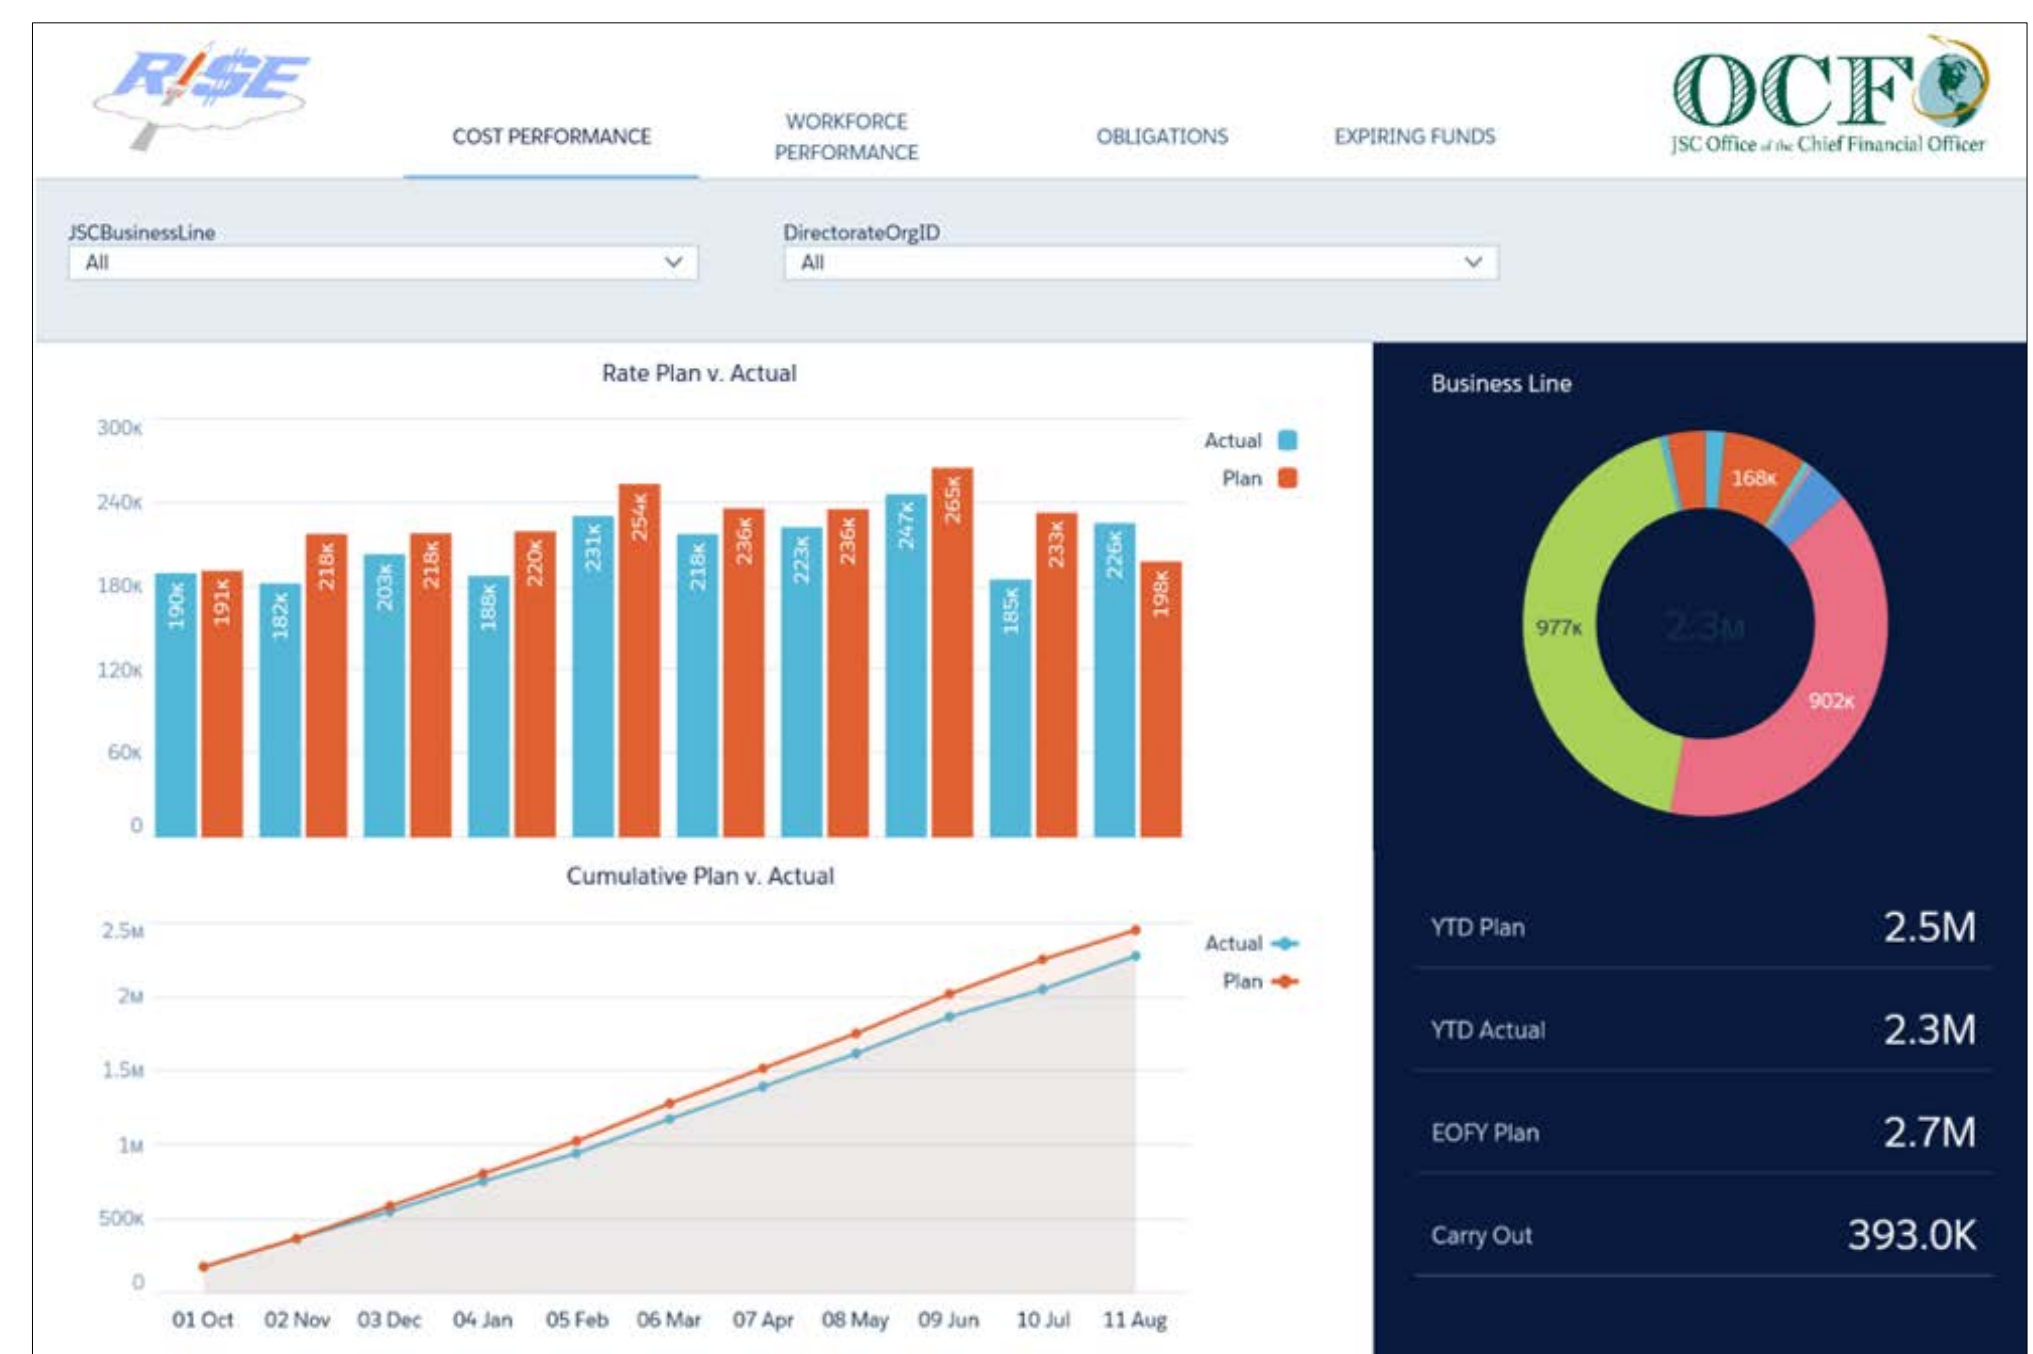 RI$E
OCFO
JSC Office of the Chief Financial Officer
COST PERFORMANCE
WORKFORCE
PERFORMANCE
OBLIGATIONS
EXPIRING FUNDS
JSCBusinessLine
All
DirectorateOrgID
All
Rate Plan v. Actual
300K
240K
180K
120K
60K
0
190K
191K
182K
218K
203K
218K
188K
220K
231K
254K
218K
236K
223K
236K
247K
265K
185K
233K
226K
198K
Actual
Plan
Business Line
168K
977K
2.3M
902K
Cumulative Plan v. Actual
2.5M
2M
1.5M
1M
500K
0
Actual
Plan
01 Oct 02 Nov 03 Dec 04 Jan 05 Feb 06 Mar 07 Apr 08 May 09 Jun 10 Jul 11 Aug
YTD Plan 2.5M
YTD Actual 2.3M
EOFY Plan 2.7M
Carry Out 393.0K